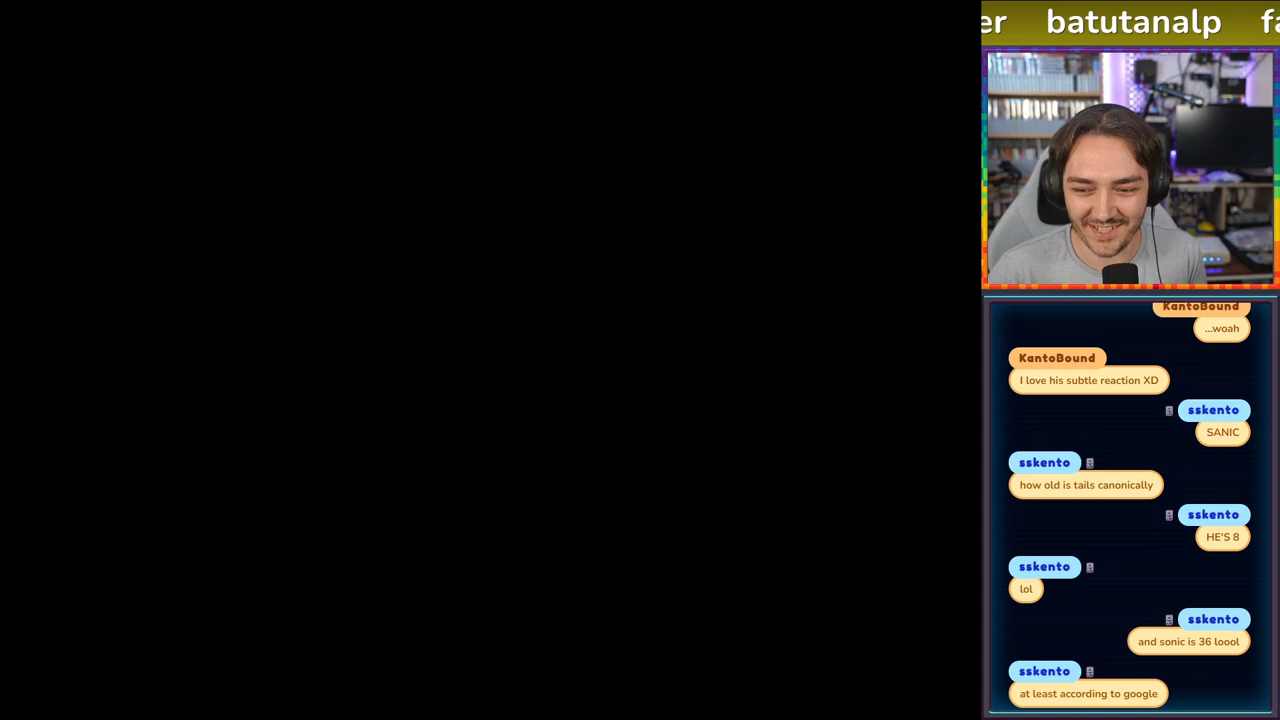 er batutanalp fa
KantoBound
...woah
KantoBound
I love his subtle reaction XD
sskento
SANIC
sskento
how old is tails canonically
sskento
HE'S 8
sskento
lol
sskento
and sonic is 36 loool
sskento
at least according to google